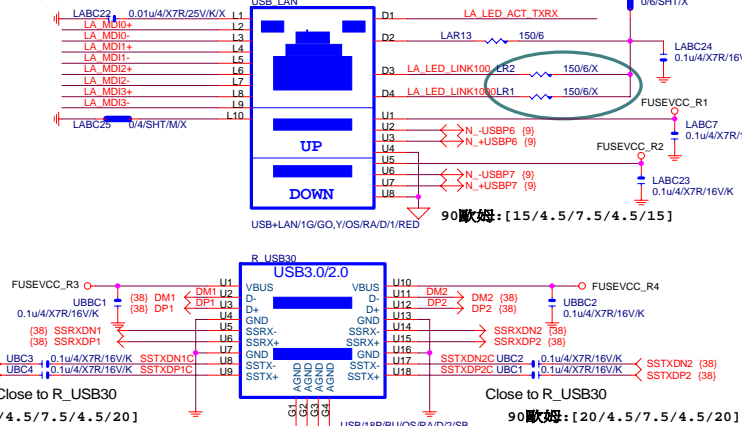 USB_LAN
0/6/SHT/X
LABC22 0.01u/4/X7R/25V/K/X L1 D1 LA_LED_ACT_TXRX
LA_MDI0+ L2
LA_MDI0- L3 D2 LAR13 150/6
LA_MDI1+ L4
LA_MDI1- L5 LABC24
LA_MDI2+ L6 0.1u/4/X7R/16V
LA_MDI2- L7 D3 LA_LED_LINK100 LR2 150/6/X
LA_MDI3+ L8
LA_MDI3- L9 D4 LA_LED_LINK1000 LR1 150/6/X
FUSEVCC_R1
LABC25 4/SHT/M/X L10 U1
LABC7
0.1u/4/X7R/1
U2 N_-USBP6 {9}
U3 N_+USBP6 {9}
UP U4
FUSEVCC_R2
U5
U6 N_-USBP7 {9}
U7 N_+USBP7 {9}
LABC23
0.1u/4/X7R/16V/K
DOWN U8
USB+LAN/1G/GO,Y/OS/RA/D/1/RED
90歐姆:[15/4.5/7.5/4.5/15]
R_USB30
USB3.0/2.0
FUSEVCC_R3 U1 VBUS VBUS U10 FUSEVCC_R4
UBBC1 {38} DM1 DM1 U2 D- D- U11 DM2 DM2 {38} UBBC2
0.1u/4/X7R/16V/K {38} DP1 DP1 U3 D+ D+ U12 DP2 DP2 {38} 0.1u/4/X7R/16V/K
U4 GND GND U13
{38} SSRXDN1 U5 SSRX- SSRX- U14 SSRXDN2 {38}
{38} SSRXDP1 U6 SSRX+ SSRX+ U15 SSRXDP2 {38}
U7 GND GND U16
UBC3 0.1u/4/X7R/16V/K SSTXDN1C U8 SSTX- SSTX- U17 SSTXDN2C UBC2 0.1u/4/X7R/16V/K SSTXDN2 {38}
UBC4 0.1u/4/X7R/16V/K SSTXDP1C U9 SSTX+ SSTX+ U18 SSTXDP2C UBC1 0.1u/4/X7R/16V/K SSTXDP2 {38}
AGND AGND AGND AGND
G1 G2 G3 G4
Close to R_USB30
Close to R_USB30
/4.5/7.5/4.5/20]
USB/18P/BU/OS/RA/D/2/SB
90歐姆:[20/4.5/7.5/4.5/20]